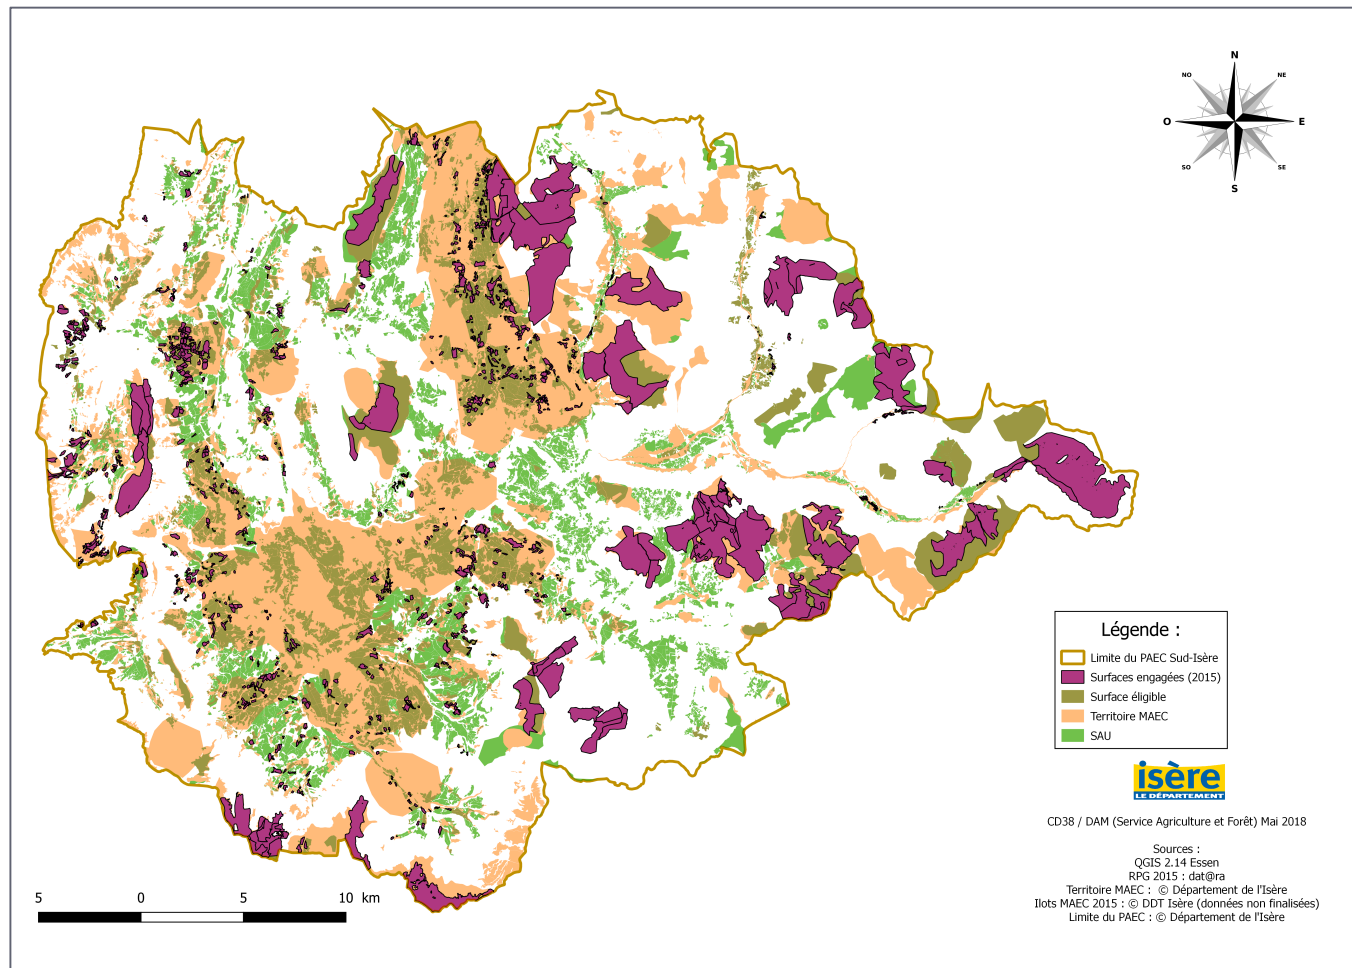 N
NO
NE
O
E
SO
SE
S
Légende :
Limite du PAEC Sud-Isère
Surfaces engagées (2015)
Surface éligible
Territoire MAEC
SAU
isère
LE DÉPARTEMENT
CD38 / DAM (Service Agriculture et Forêt) Mai 2018
Sources :
QGIS 2.14 Essen
RPG 2015 : dat@ra
Territoire MAEC : © Département de l'Isère
Ilots MAEC 2015 : © DDT Isère (données non finalisées)
Limite du PAEC : © Département de l'Isère
5 0 5 10 km